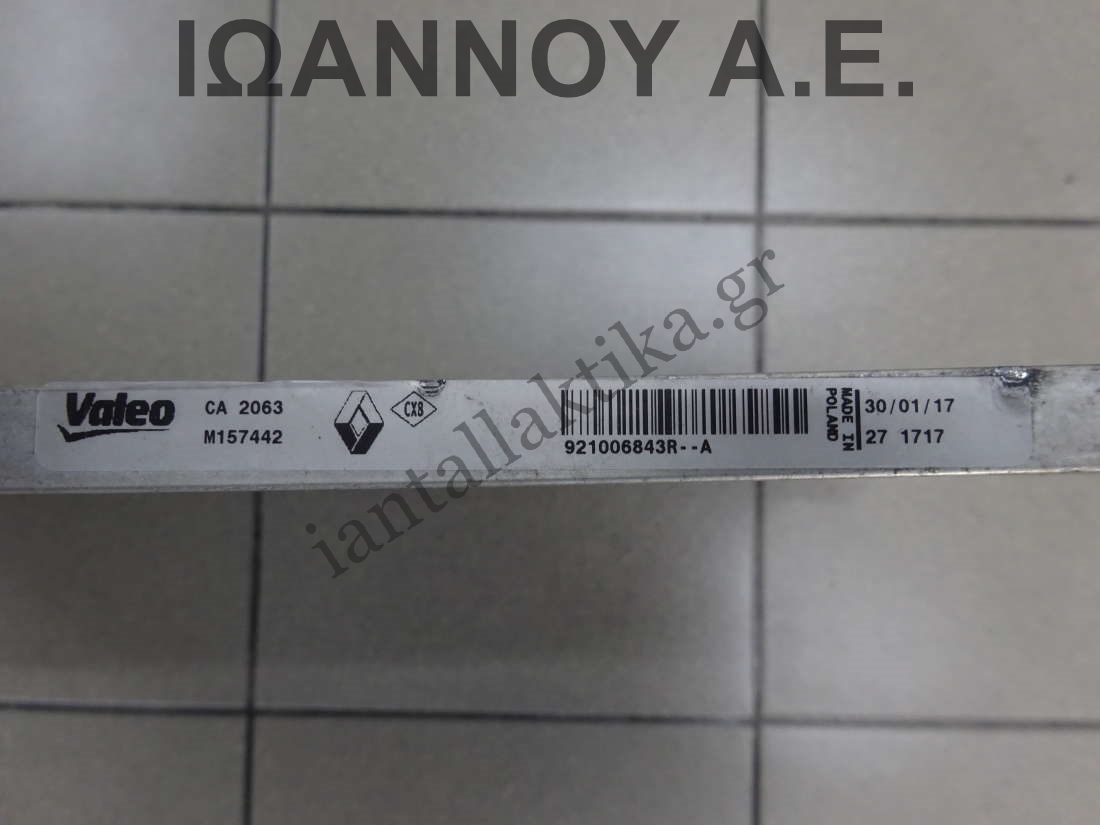 ΙΩΑΝΝΟΥ Α.Ε.
iantallaktika.gr
Valeo
CA 2063
M157442
CX8
921006843R--A
MADE IN
POLAND
30/01/17
27 1717